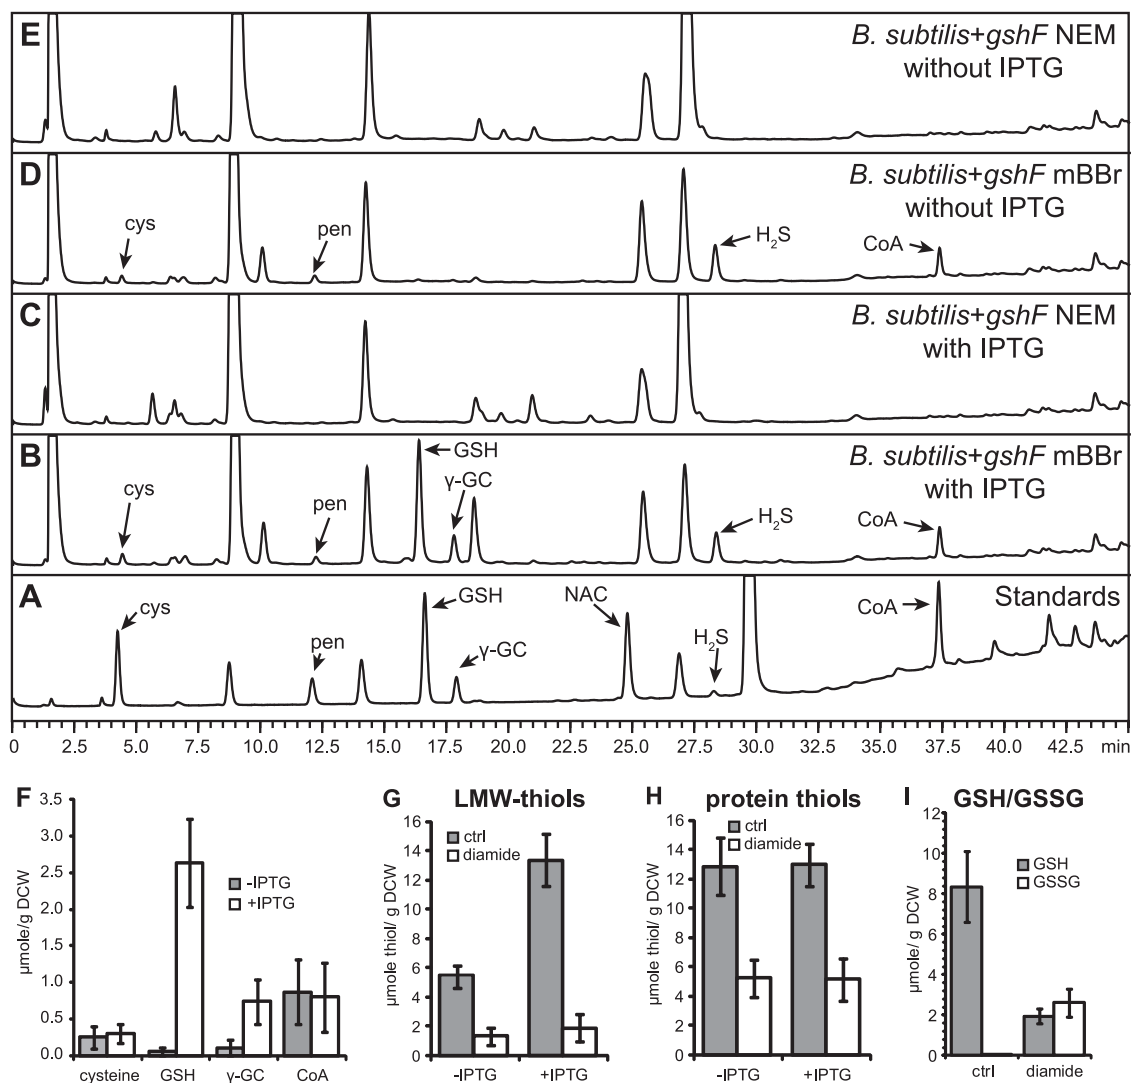 E
B. subtilis+gshF NEM
without IPTG
D
B. subtilis+gshF mBBr
without IPTG
cys
pen
H2S
CoA
C
B. subtilis+gshF NEM
with IPTG
B
B. subtilis+gshF mBBr
with IPTG
cys
pen
GSH
γ-GC
H2S
CoA
A
Standards
cys
pen
GSH
γ-GC
NAC
H2S
CoA
0 2.5 5.0 7.5 10.0 12.5 15.0 17.5 20.0 22.5 25.0 27.5 30.0 32.5 35.0 37.5 40.0 42.5 min
F
3.5
3.0
2.5
2.0
1.5
1.0
0.5
0.0
µmole/g DCW
-IPTG
+IPTG
cysteine GSH γ-GC CoA
G LMW-thiols
16
14
12
10
8
6
4
2
0
µmole thiol/ g DCW
ctrl
diamide
-IPTG +IPTG
H protein thiols
16
14
12
10
8
6
4
2
0
µmole thiol/ g DCW
ctrl
diamide
-IPTG +IPTG
I GSH/GSSG
12
10
8
6
4
2
0
µmole/ g DCW
GSH
GSSG
ctrl diamide